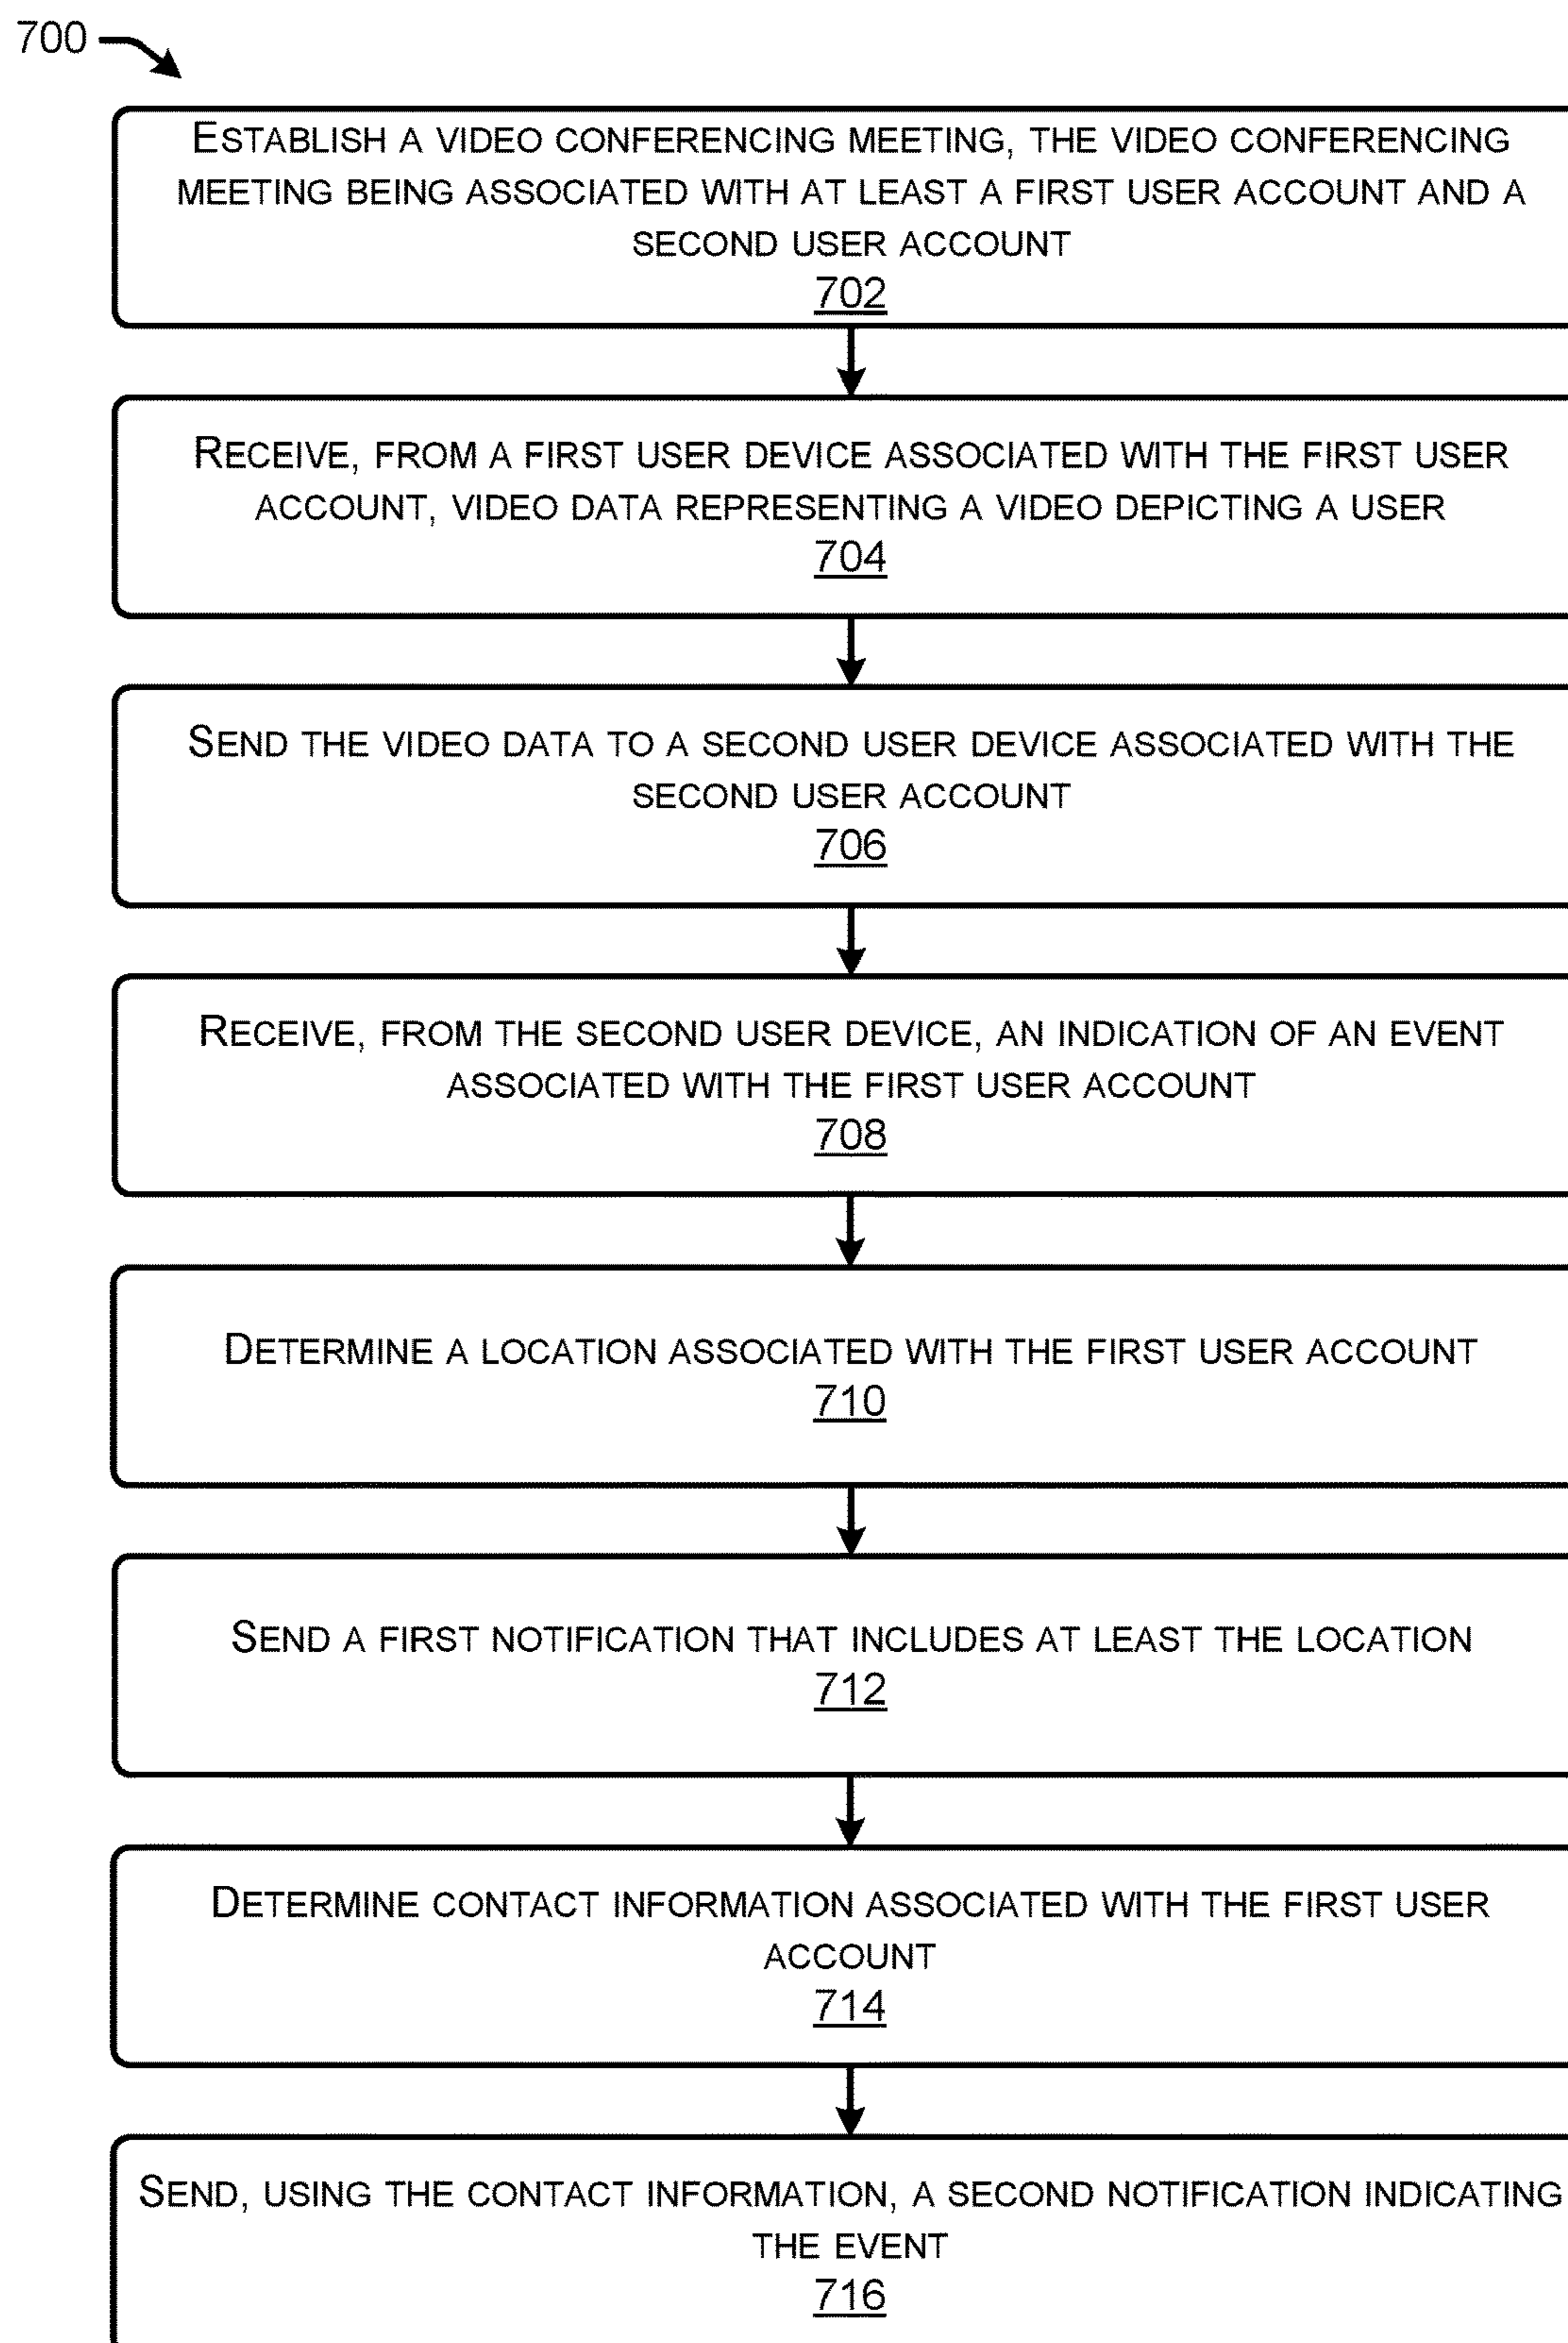 700
ESTABLISH A VIDEO CONFERENCING MEETING, THE VIDEO CONFERENCING
MEETING BEING ASSOCIATED WITH AT LEAST A FIRST USER ACCOUNT AND A
SECOND USER ACCOUNT
702
RECEIVE, FROM A FIRST USER DEVICE ASSOCIATED WITH THE FIRST USER
ACCOUNT, VIDEO DATA REPRESENTING A VIDEO DEPICTING A USER
704
SEND THE VIDEO DATA TO A SECOND USER DEVICE ASSOCIATED WITH THE
SECOND USER ACCOUNT
706
RECEIVE, FROM THE SECOND USER DEVICE, AN INDICATION OF AN EVENT
ASSOCIATED WITH THE FIRST USER ACCOUNT
708
DETERMINE A LOCATION ASSOCIATED WITH THE FIRST USER ACCOUNT
710
SEND A FIRST NOTIFICATION THAT INCLUDES AT LEAST THE LOCATION
712
DETERMINE CONTACT INFORMATION ASSOCIATED WITH THE FIRST USER
ACCOUNT
714
SEND, USING THE CONTACT INFORMATION, A SECOND NOTIFICATION INDICATING
THE EVENT
716